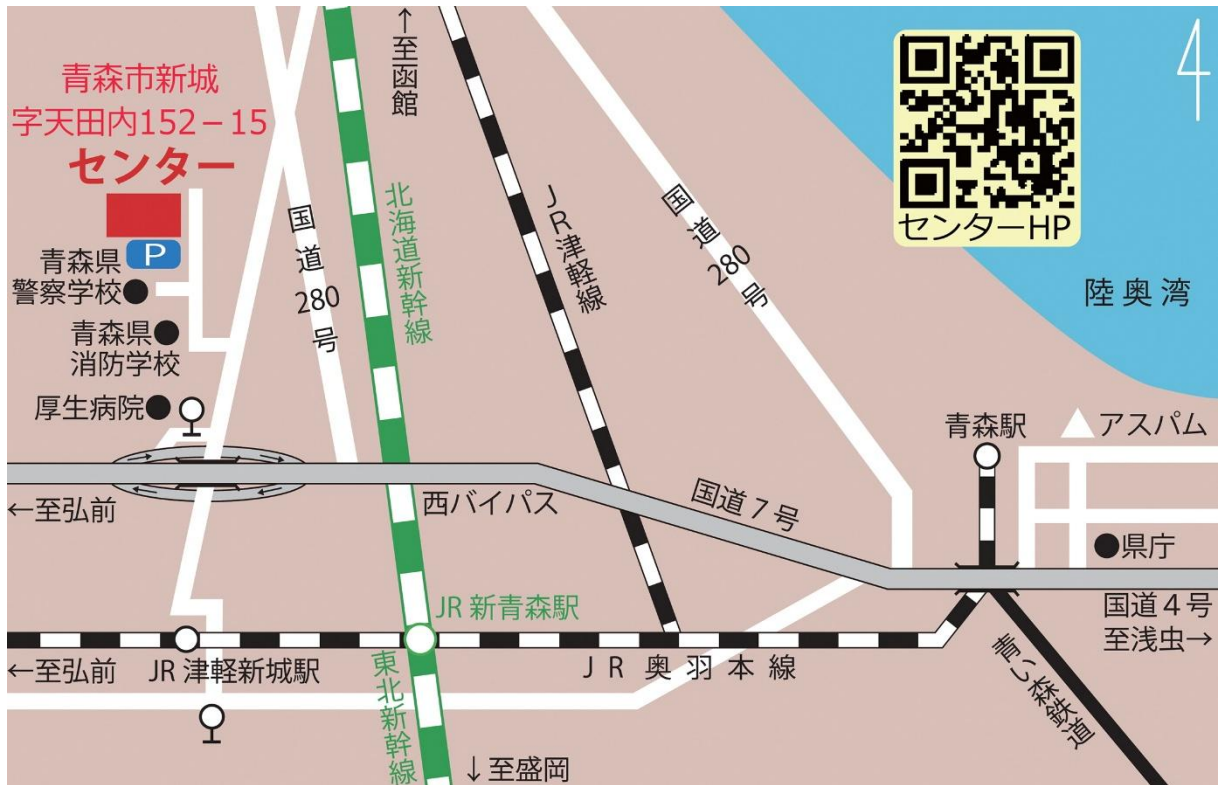 青森市新城
字天田内152－15
センター
P
青森県
警察学校
青森県
消防学校
厚生病院
↑至函館
国道280号
北海道新幹線
JR津軽線
国道280号
センターHP
4
陸奥湾
青森駅
アスパム
県庁
国道7号
西バイパス
←至弘前
国道4号
至浅虫→
JR新青森駅
←至弘前
JR津軽新城駅
JR奥羽本線
東北新幹線
↓至盛岡
青い森鉄道